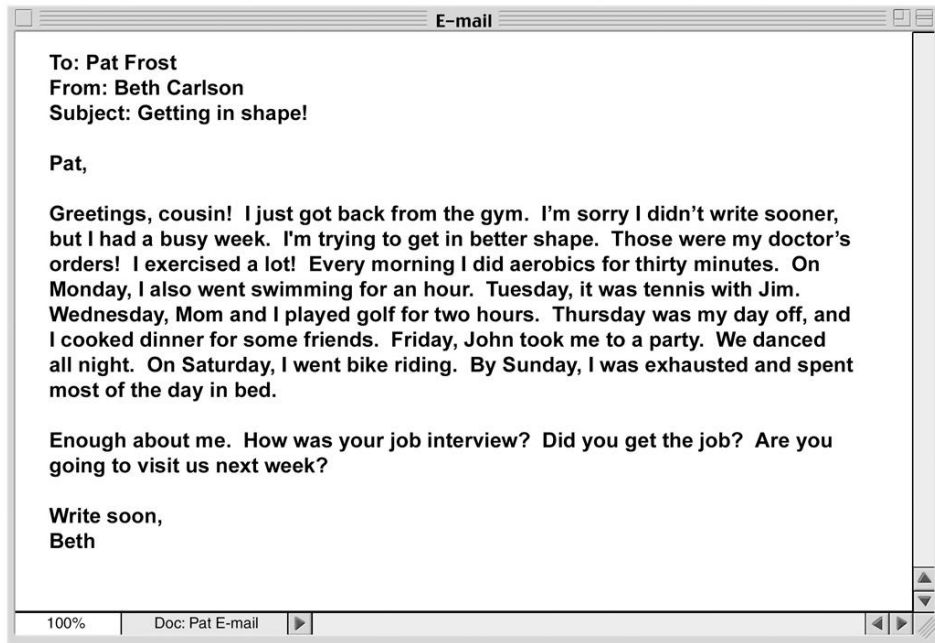 E-mail
To: Pat Frost
From: Beth Carlson
Subject: Getting in shape!
Pat,
Greetings, cousin!  I just got back from the gym.  I’m sorry I didn’t write sooner,
but I had a busy week.  I'm trying to get in better shape.  Those were my doctor’s
orders!  I exercised a lot!  Every morning I did aerobics for thirty minutes.  On
Monday, I also went swimming for an hour.  Tuesday, it was tennis with Jim.
Wednesday, Mom and I played golf for two hours.  Thursday was my day off, and
I cooked dinner for some friends.  Friday, John took me to a party.  We danced
all night.  On Saturday, I went bike riding.  By Sunday, I was exhausted and spent
most of the day in bed.
Enough about me.  How was your job interview?  Did you get the job?  Are you
going to visit us next week?
Write soon,
Beth
100% Doc: Pat E-mail